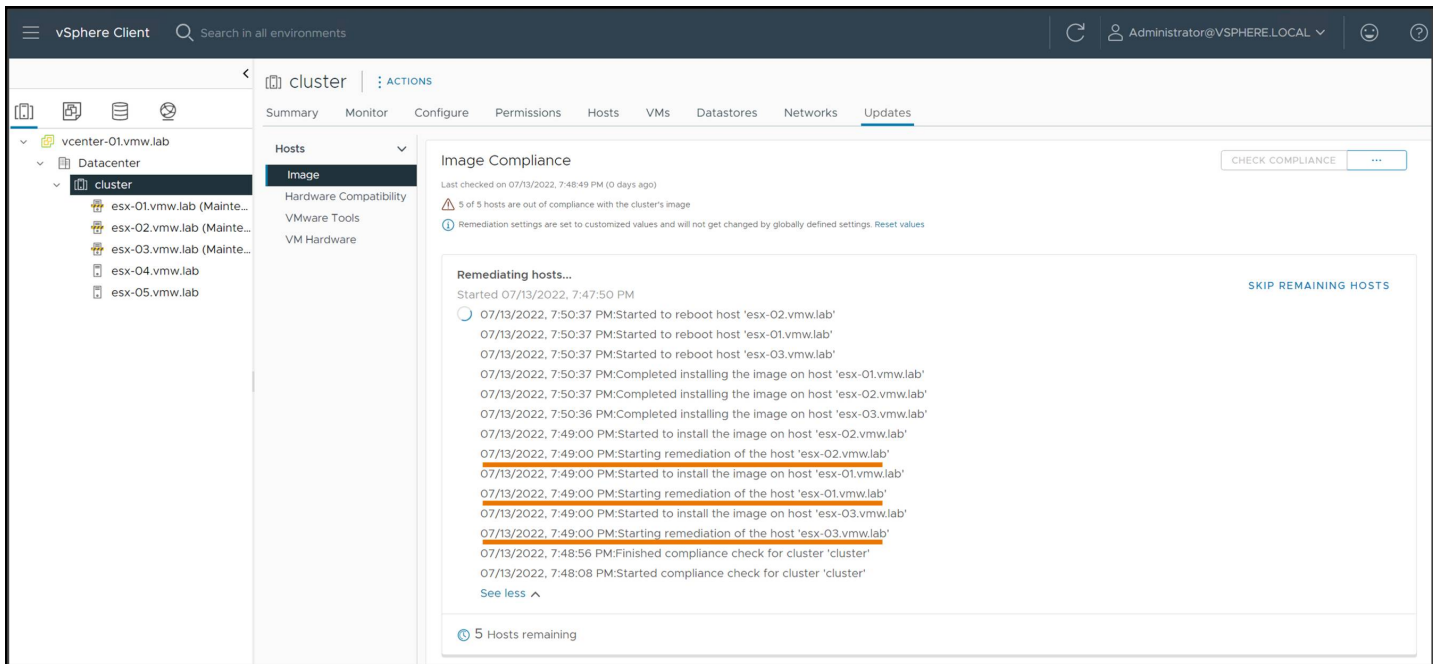 vSphere Client Search in all environments Administrator@VSPHERE.LOCAL
cluster ACTIONS
Summary Monitor Configure Permissions Hosts VMs Datastores Networks Updates
vcenter-01.vmw.lab
Datacenter
cluster
esx-01.vmw.lab (Mainte...
esx-02.vmw.lab (Mainte...
esx-03.vmw.lab (Mainte...
esx-04.vmw.lab
esx-05.vmw.lab
Hosts
Image
Hardware Compatibility
VMware Tools
VM Hardware
Image Compliance
CHECK COMPLIANCE ...
Last checked on 07/13/2022, 7:48:49 PM (0 days ago)
5 of 5 hosts are out of compliance with the cluster's image
Remediation settings are set to customized values and will not get changed by globally defined settings. Reset values
Remediating hosts...
SKIP REMAINING HOSTS
Started 07/13/2022, 7:47:50 PM
07/13/2022, 7:50:37 PM:Started to reboot host 'esx-02.vmw.lab'
07/13/2022, 7:50:37 PM:Started to reboot host 'esx-01.vmw.lab'
07/13/2022, 7:50:37 PM:Started to reboot host 'esx-03.vmw.lab'
07/13/2022, 7:50:37 PM:Completed installing the image on host 'esx-01.vmw.lab'
07/13/2022, 7:50:37 PM:Completed installing the image on host 'esx-02.vmw.lab'
07/13/2022, 7:50:36 PM:Completed installing the image on host 'esx-03.vmw.lab'
07/13/2022, 7:49:00 PM:Started to install the image on host 'esx-02.vmw.lab'
07/13/2022, 7:49:00 PM:Starting remediation of the host 'esx-02.vmw.lab'
07/13/2022, 7:49:00 PM:Started to install the image on host 'esx-01.vmw.lab'
07/13/2022, 7:49:00 PM:Starting remediation of the host 'esx-01.vmw.lab'
07/13/2022, 7:49:00 PM:Started to install the image on host 'esx-03.vmw.lab'
07/13/2022, 7:49:00 PM:Starting remediation of the host 'esx-03.vmw.lab'
07/13/2022, 7:48:56 PM:Finished compliance check for cluster 'cluster'
07/13/2022, 7:48:08 PM:Started compliance check for cluster 'cluster'
See less
5 Hosts remaining